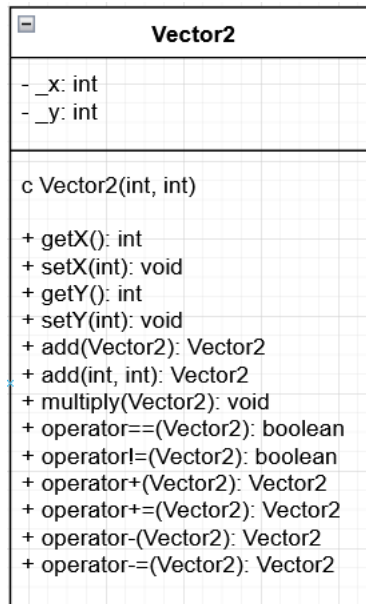 Vector2
- _x: int
- _y: int
c Vector2(int, int)
+ getX(): int
+ setX(int): void
+ getY(): int
+ setY(int): void
+ add(Vector2): Vector2
+ add(int, int): Vector2
+ multiply(Vector2): void
+ operator==(Vector2): boolean
+ operator!=(Vector2): boolean
+ operator+(Vector2): Vector2
+ operator+=(Vector2): Vector2
+ operator-(Vector2): Vector2
+ operator-=(Vector2): Vector2